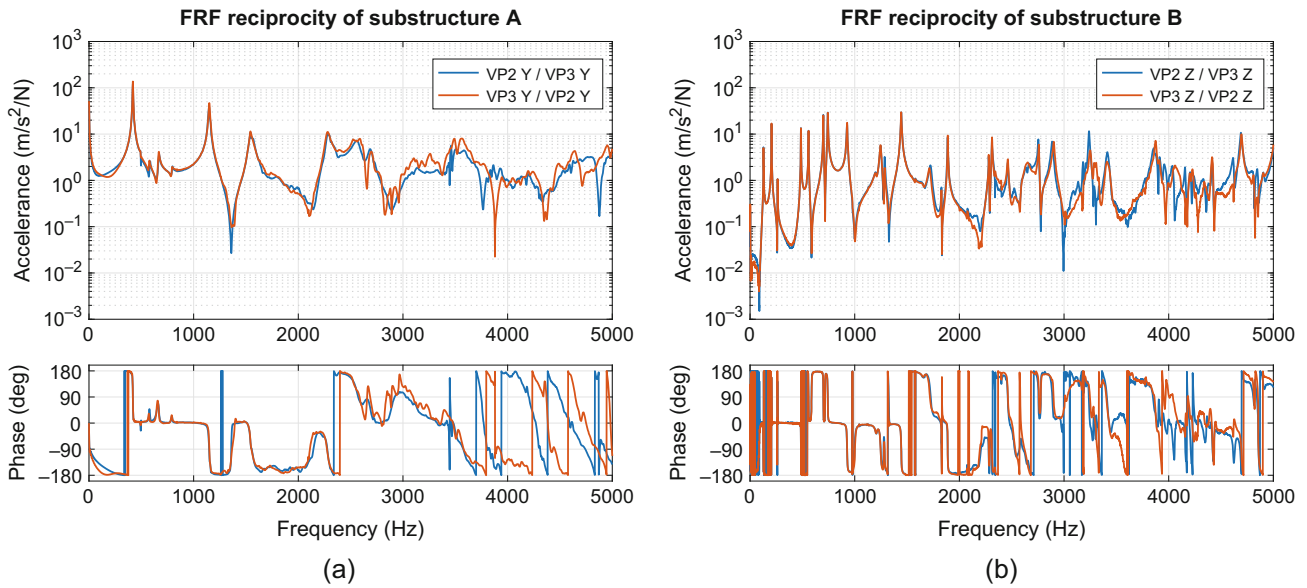 FRF reciprocity of substructure A
10^3
10^2
10^1
10^0
10^−1
10^−2
10^−3
Accelerance (m/s^2/N)
VP2 Y / VP3 Y
VP3 Y / VP2 Y
0 1000 2000 3000 4000 5000
180
90
0
−90
−180
Phase (deg)
0 1000 2000 3000 4000 5000
Frequency (Hz)
(a)
FRF reciprocity of substructure B
10^3
10^2
10^1
10^0
10^−1
10^−2
10^−3
Accelerance (m/s^2/N)
VP2 Z / VP3 Z
VP3 Z / VP2 Z
0 1000 2000 3000 4000 5000
180
90
0
−90
−180
Phase (deg)
0 1000 2000 3000 4000 5000
Frequency (Hz)
(b)